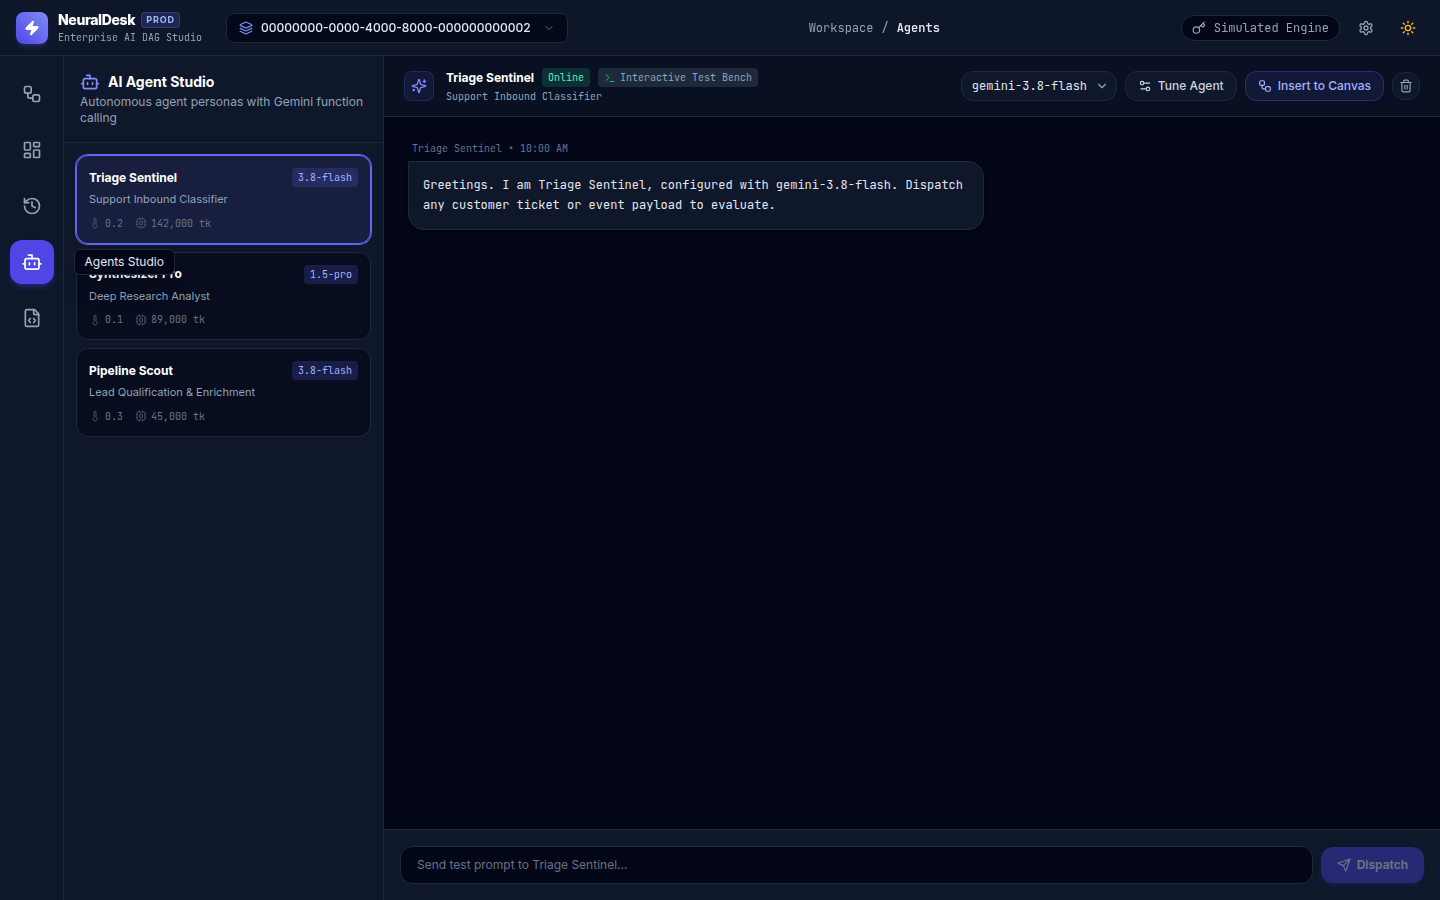 NeuralDesk PROD
Enterprise AI DAG Studio
00000000-0000-4000-8000-000000000002
Workspace / Agents
Simulated Engine
AI Agent Studio
Autonomous agent personas with Gemini function
calling
Triage Sentinel 3.8-flash
Support Inbound Classifier
0.2 142,000 tk
Agents Studio
Synthesizer Pro 1.5-pro
Deep Research Analyst
0.1 89,000 tk
Pipeline Scout 3.8-flash
Lead Qualification & Enrichment
0.3 45,000 tk
Triage Sentinel Online Interactive Test Bench
Support Inbound Classifier
gemini-3.8-flash
Tune Agent
Insert to Canvas
Triage Sentinel • 10:00 AM
Greetings. I am Triage Sentinel, configured with gemini-3.8-flash. Dispatch
any customer ticket or event payload to evaluate.
Send test prompt to Triage Sentinel...
Dispatch